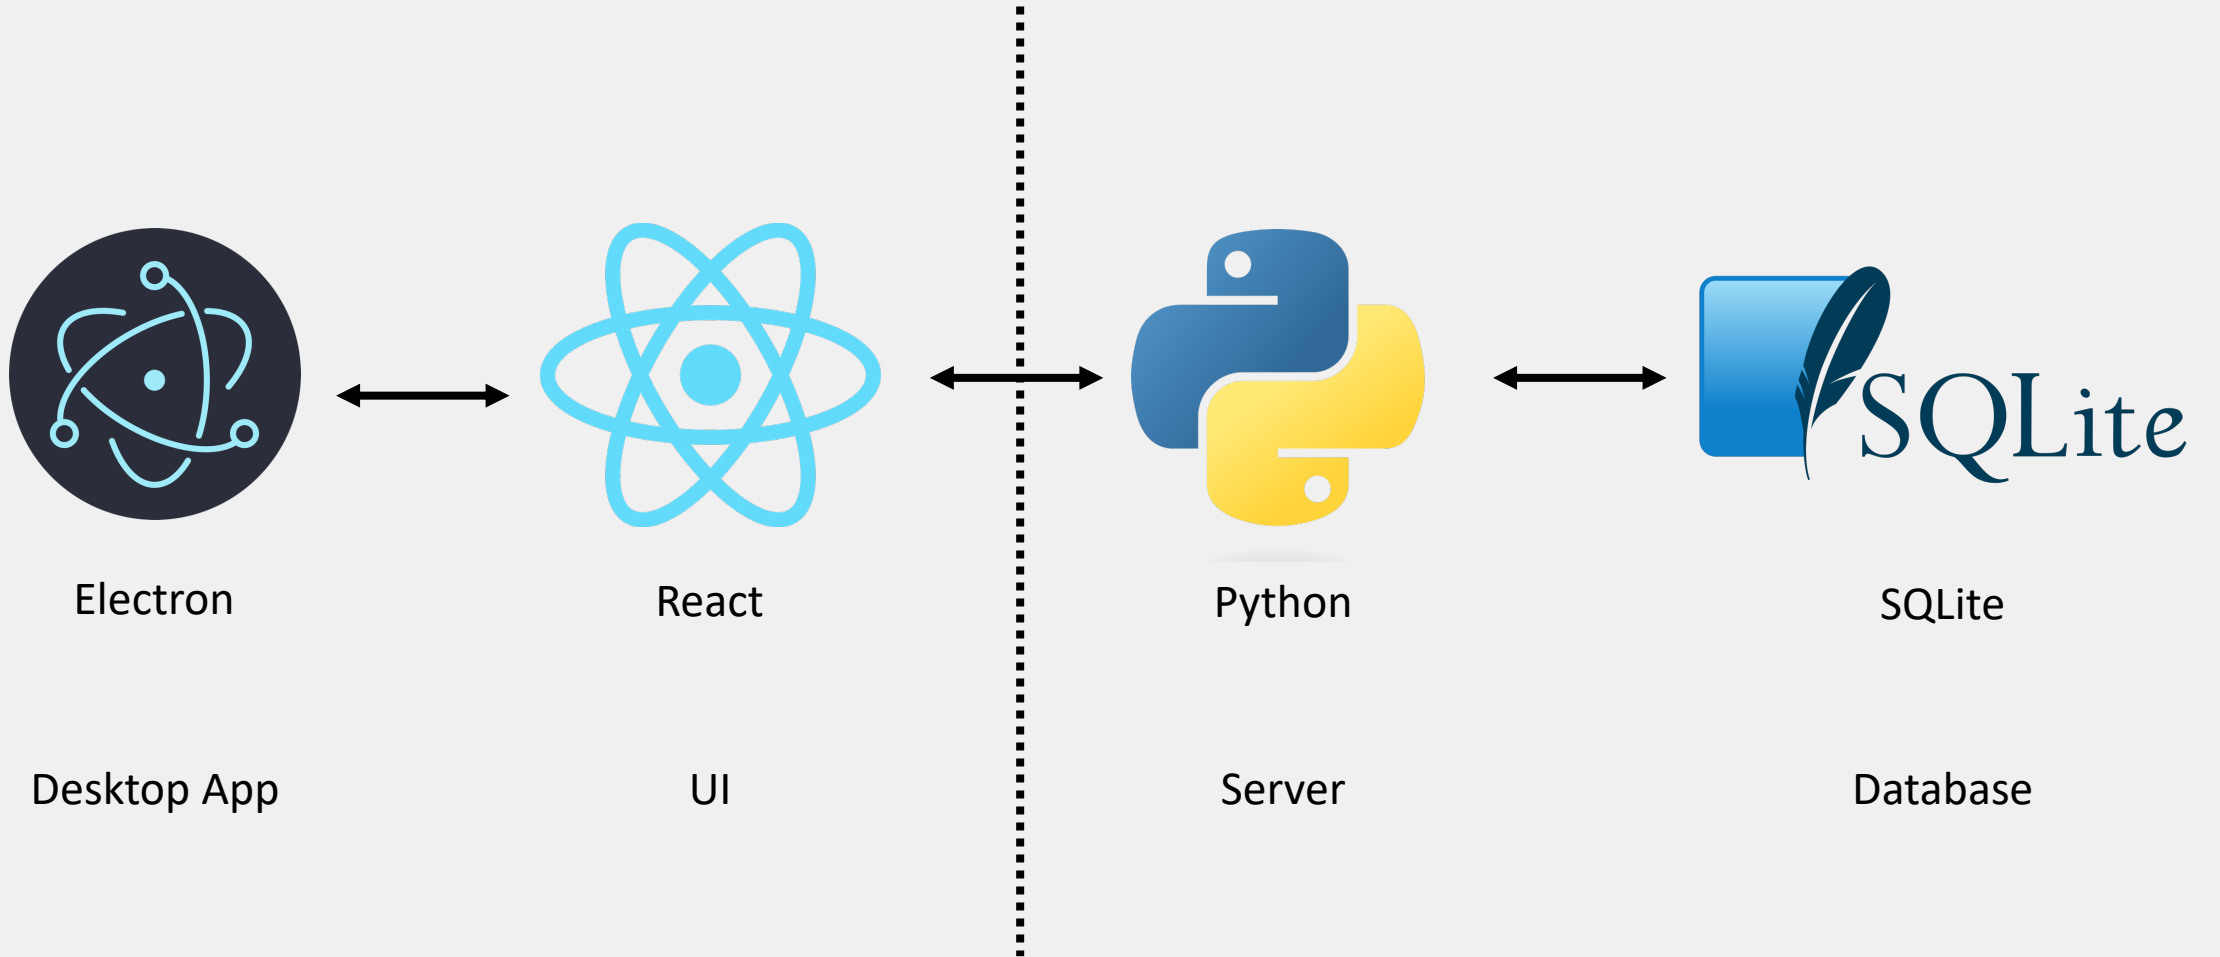 SQLite
Electron
React
Python
SQLite
Desktop App
UI
Server
Database